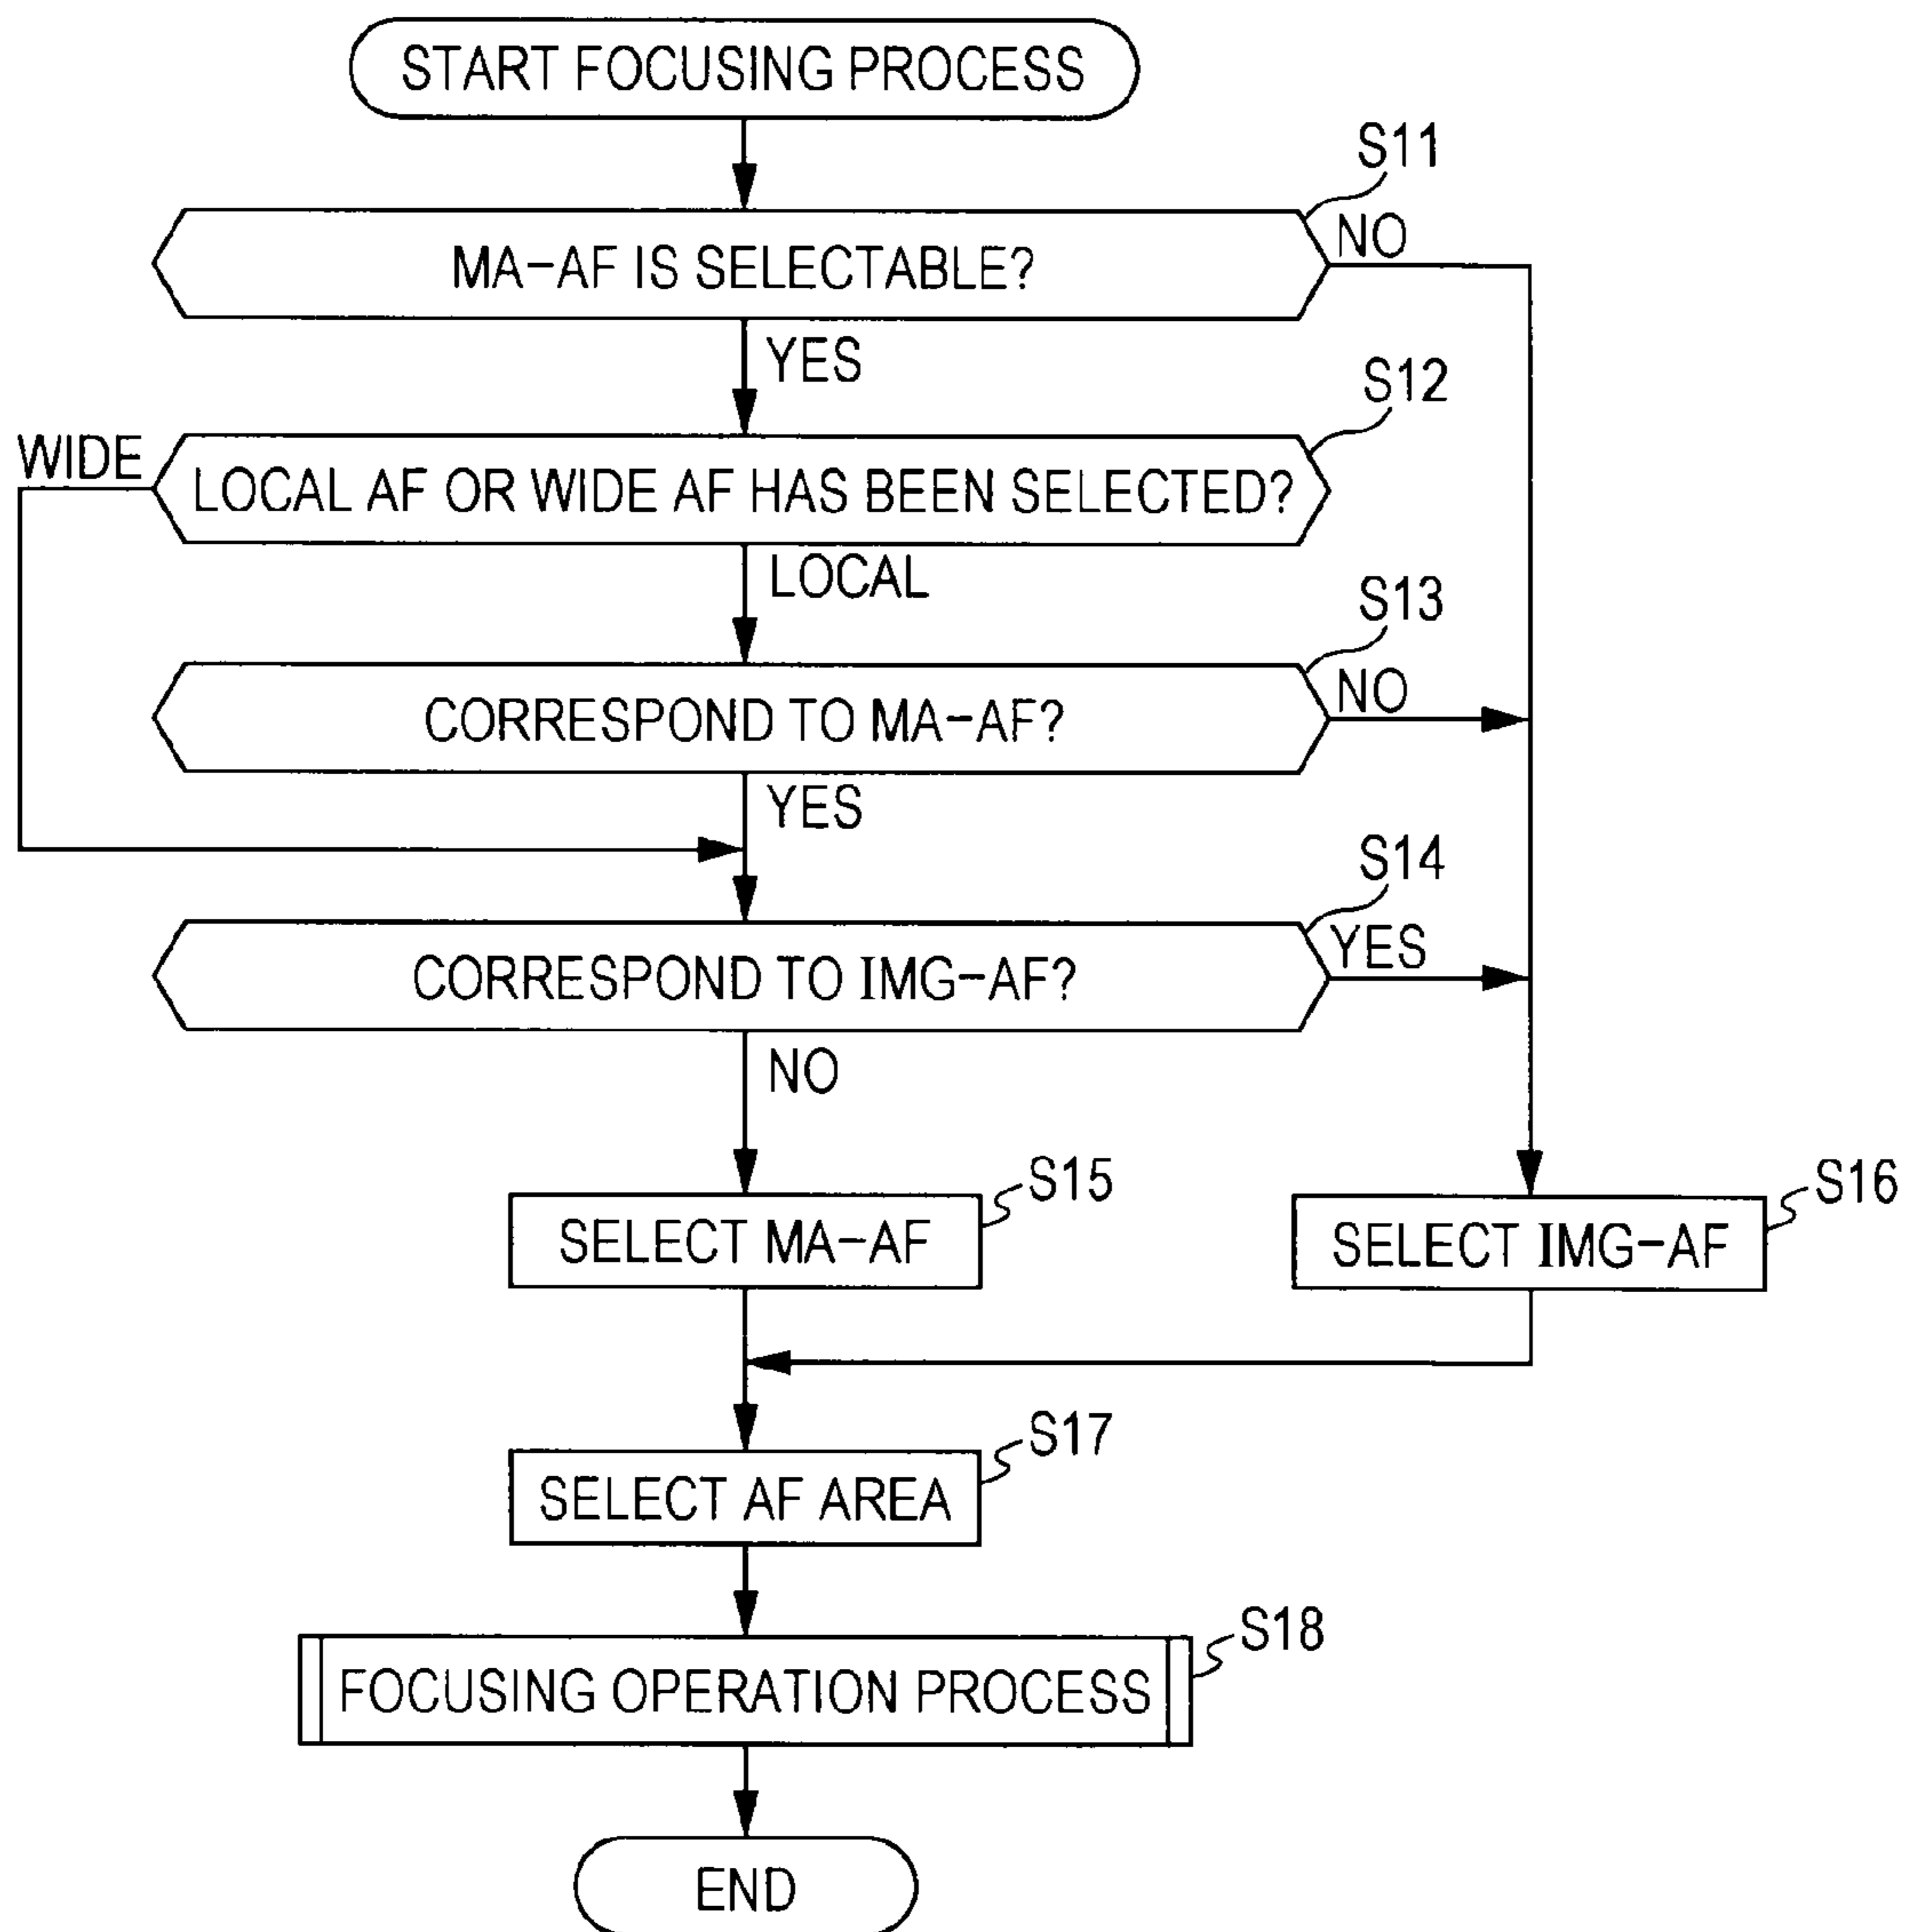 START FOCUSING PROCESS
S11
MA-AF IS SELECTABLE?
NO
YES
S12
WIDE
LOCAL AF OR WIDE AF HAS BEEN SELECTED?
LOCAL
S13
CORRESPOND TO MA-AF?
NO
YES
S14
CORRESPOND TO IMG-AF?
YES
NO
S15
SELECT MA-AF
S16
SELECT IMG-AF
S17
SELECT AF AREA
S18
FOCUSING OPERATION PROCESS
END